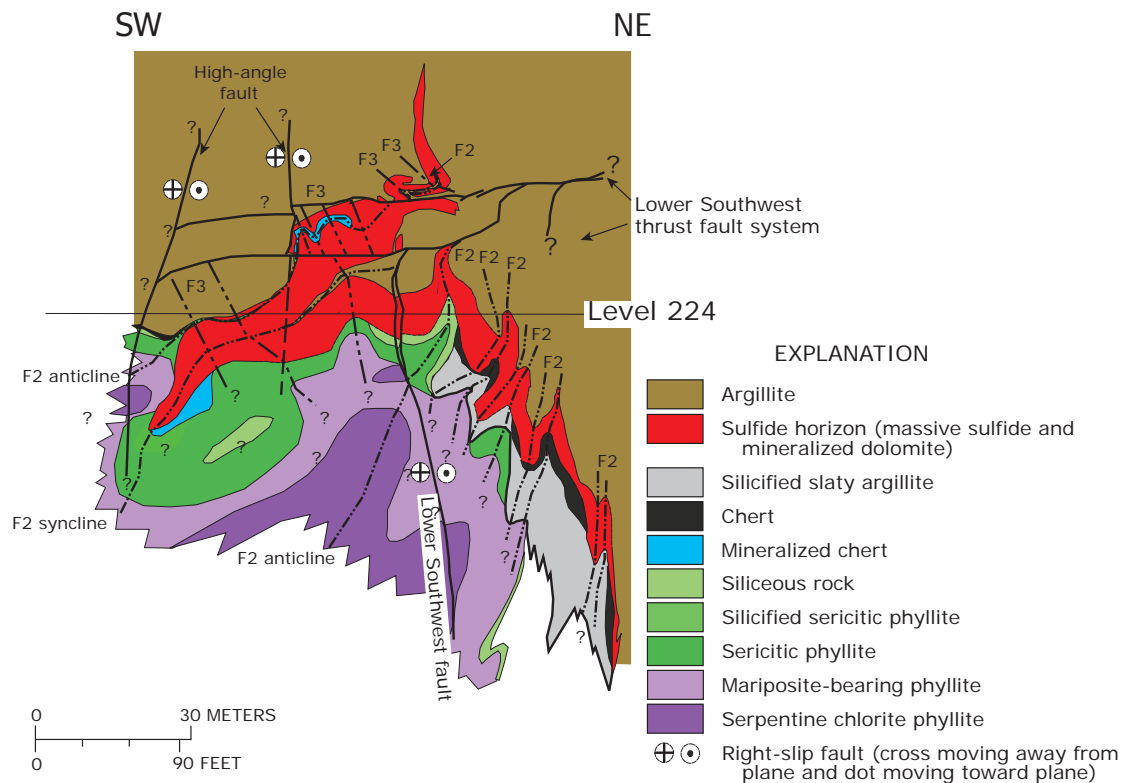 SW
NE
High-angle
fault
?
?
F3
F3
F2
?
F3
?
?
Lower Southwest
thrust fault system
?
?
F2
F2
F2
F3
Level 224
F2
F2 anticline
F2
?
?
?
?
?
?
?
F2
?
?
?
F2 syncline
?
F2 anticline
?
?
Lower Southwest fault
EXPLANATION
Argillite
Sulfide horizon (massive sulfide and
mineralized dolomite)
Silicified slaty argillite
Chert
Mineralized chert
Siliceous rock
Silicified sericitic phyllite
Sericitic phyllite
Mariposite-bearing phyllite
Serpentine chlorite phyllite
Right-slip fault (cross moving away from
plane and dot moving toward plane)
0 30 METERS
0 90 FEET